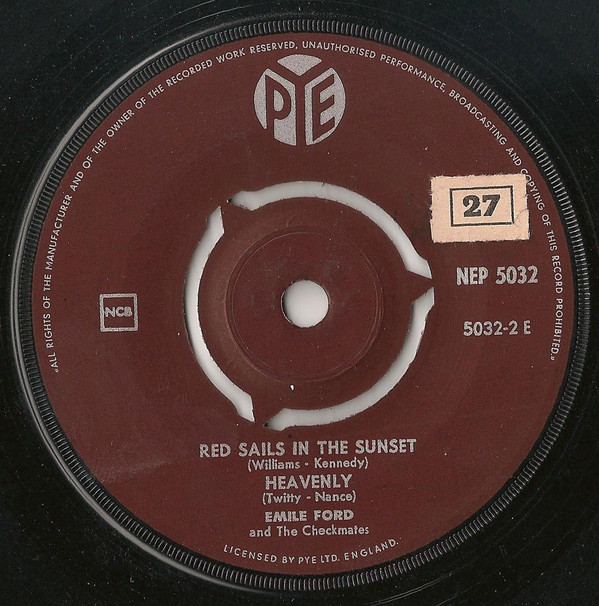 „ALL RIGHTS OF THE MANUFACTURER AND OF THE OWNER OF THE RECORDED WORK RESERVED, UNAUTHORISED PERFORMANCE, BROADCASTING AND COPYING OF THIS RECORD PROHIBITED.„
PYE
27
NEP 5032
NCB
5032-2 E
RED SAILS IN THE SUNSET
(Williams - Kennedy)
HEAVENLY
(Twitty - Nance)
EMILE FORD
and The Checkmates
LICENSED BY PYE LTD. ENGLAND.